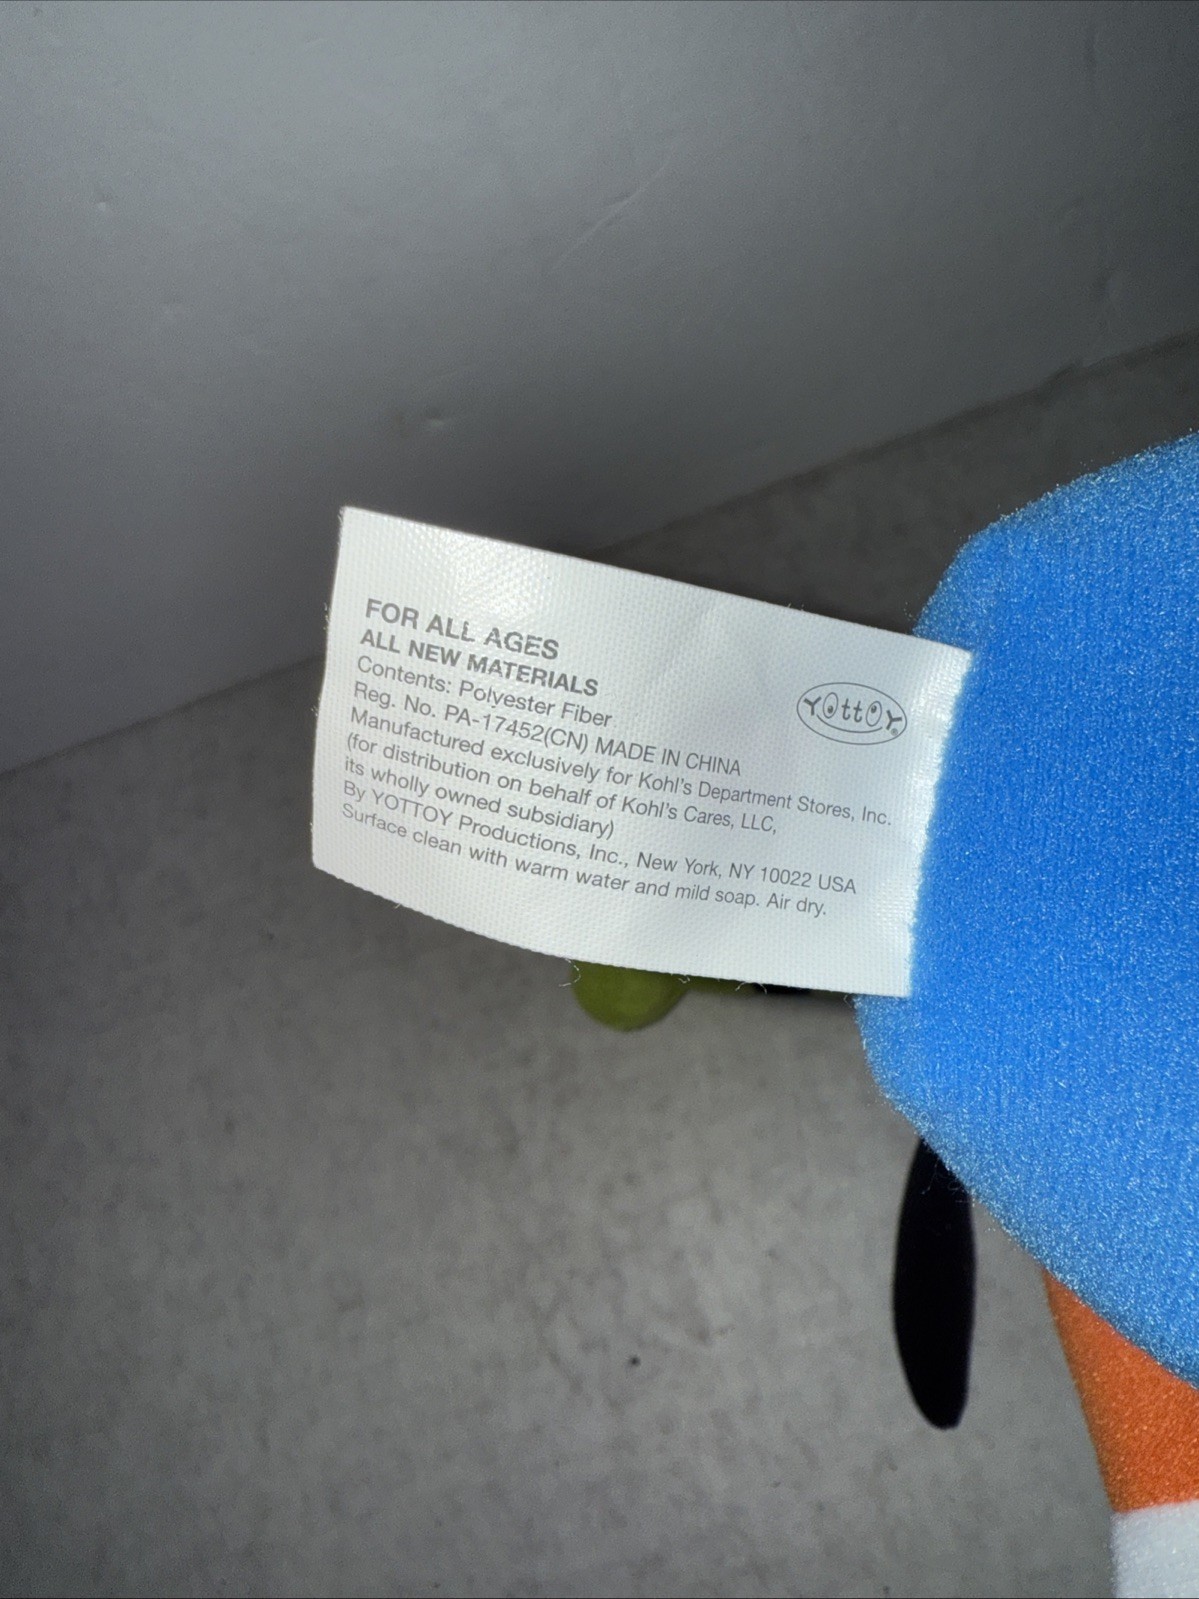 FOR ALL AGES
ALL NEW MATERIALS
Contents: Polyester Fiber
Reg. No. PA-17452(CN) MADE IN CHINA
Manufactured exclusively for Kohl's Department Stores, Inc.
(for distribution on behalf of Kohl's Cares, LLC,
its wholly owned subsidiary)
By YOTTOY Productions, Inc., New York, NY 10022 USA
Surface clean with warm water and mild soap. Air dry.
YOttOY®